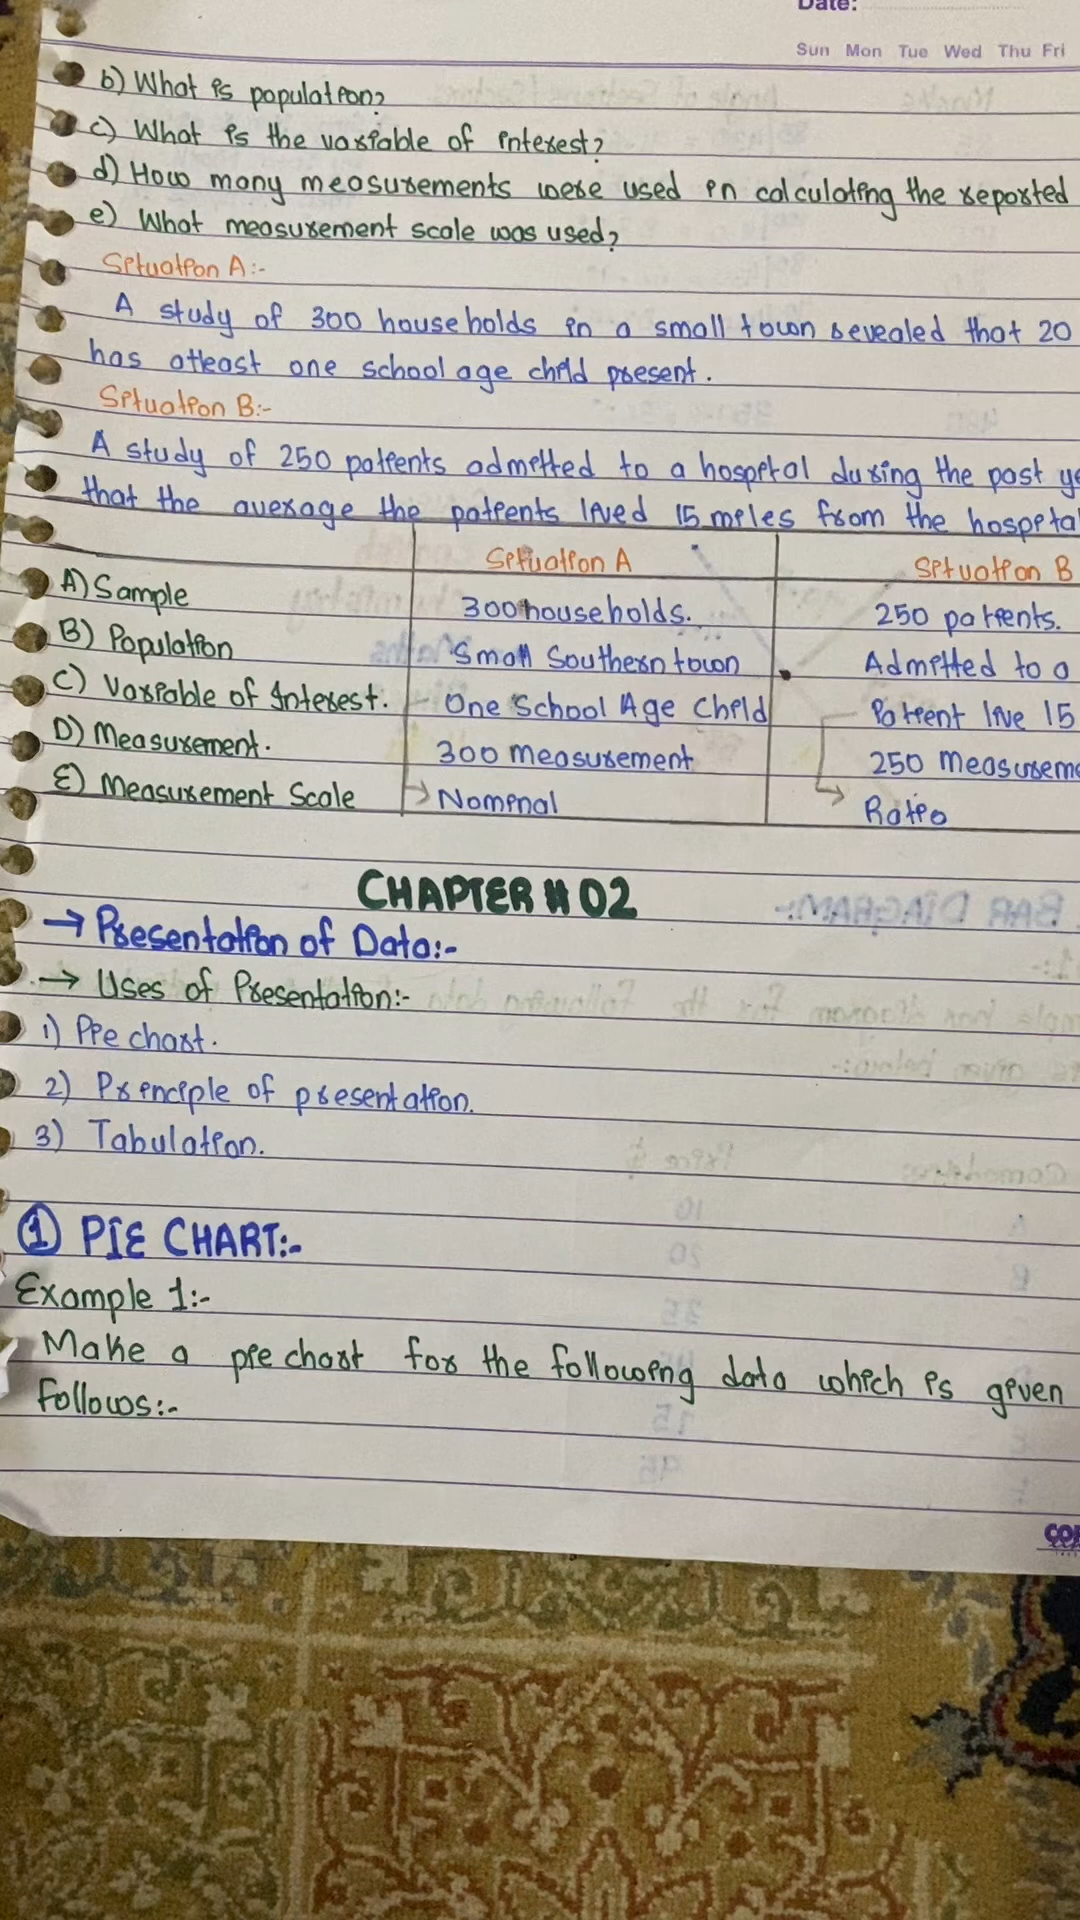 Date:
Sun Mon Tue Wed Thu Fri
b) What is population?
c) What is the variable of interest?
d) How many measurements were used in calculating the reported
e) What measurement scale was used?
Situation A:-
A study of 300 households in a small town revealed that 20
has atleast one school age child present.
Situation B:-
A study of 250 patients admitted to a hospital during the past
that the average the patients lived 15 miles from the hospital
Situation A Situation B
A) Sample 300 households. 250 patients.
B) Population Small Southern town Admitted to a
C) Variable of Interest. One School Age Child Patient live 15
D) Measurement. 300 measurement 250 Measurem
E) Measurement Scale → Nominal → Ratio
CHAPTER # 02
→ Presentation of Data:-
→ Uses of Presentation:-
1) Pie chart.
2) Principle of presentation.
3) Tabulation.
① PIE CHART:-
Example 1:-
Make a pie chart for the following data which is given
follows:-